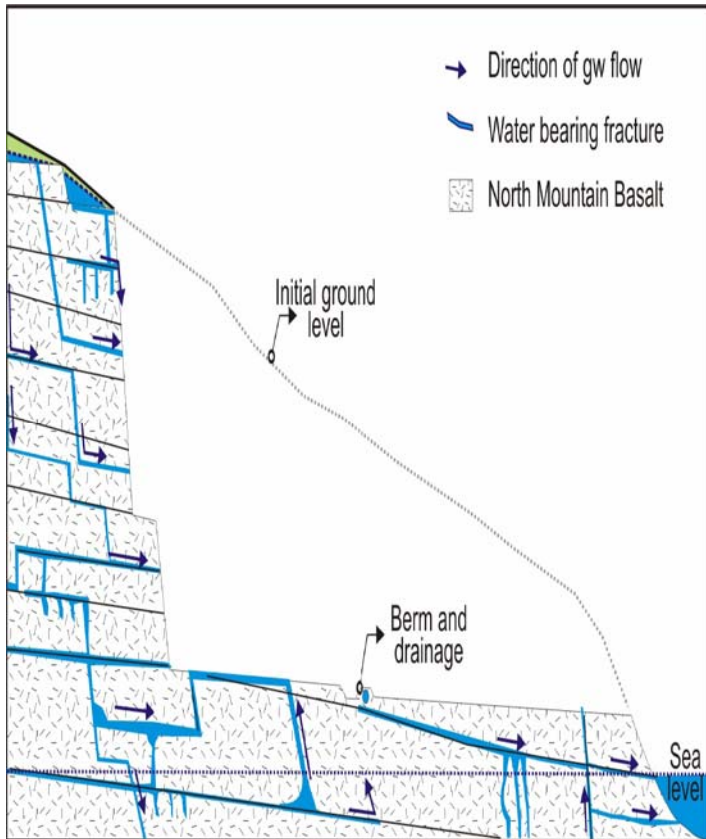 Direction of gw flow
Water bearing fracture
North Mountain Basalt
Initial ground
level
Berm and
drainage
Sea
level